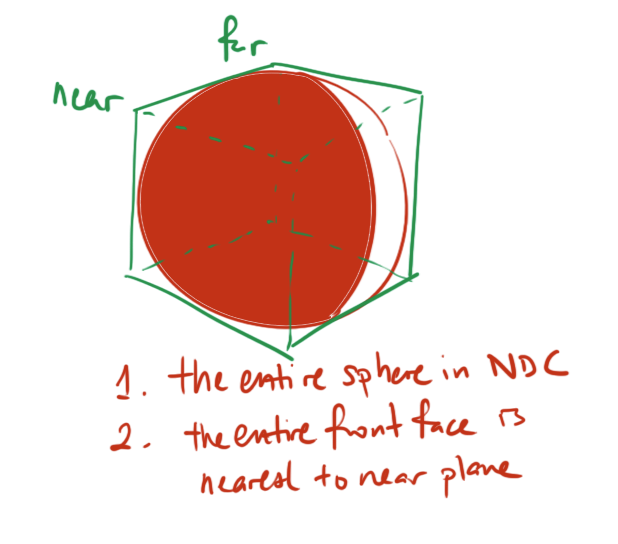 far
near
1. the entire sphere in NDC
2. the entire front face is
nearest to near plane